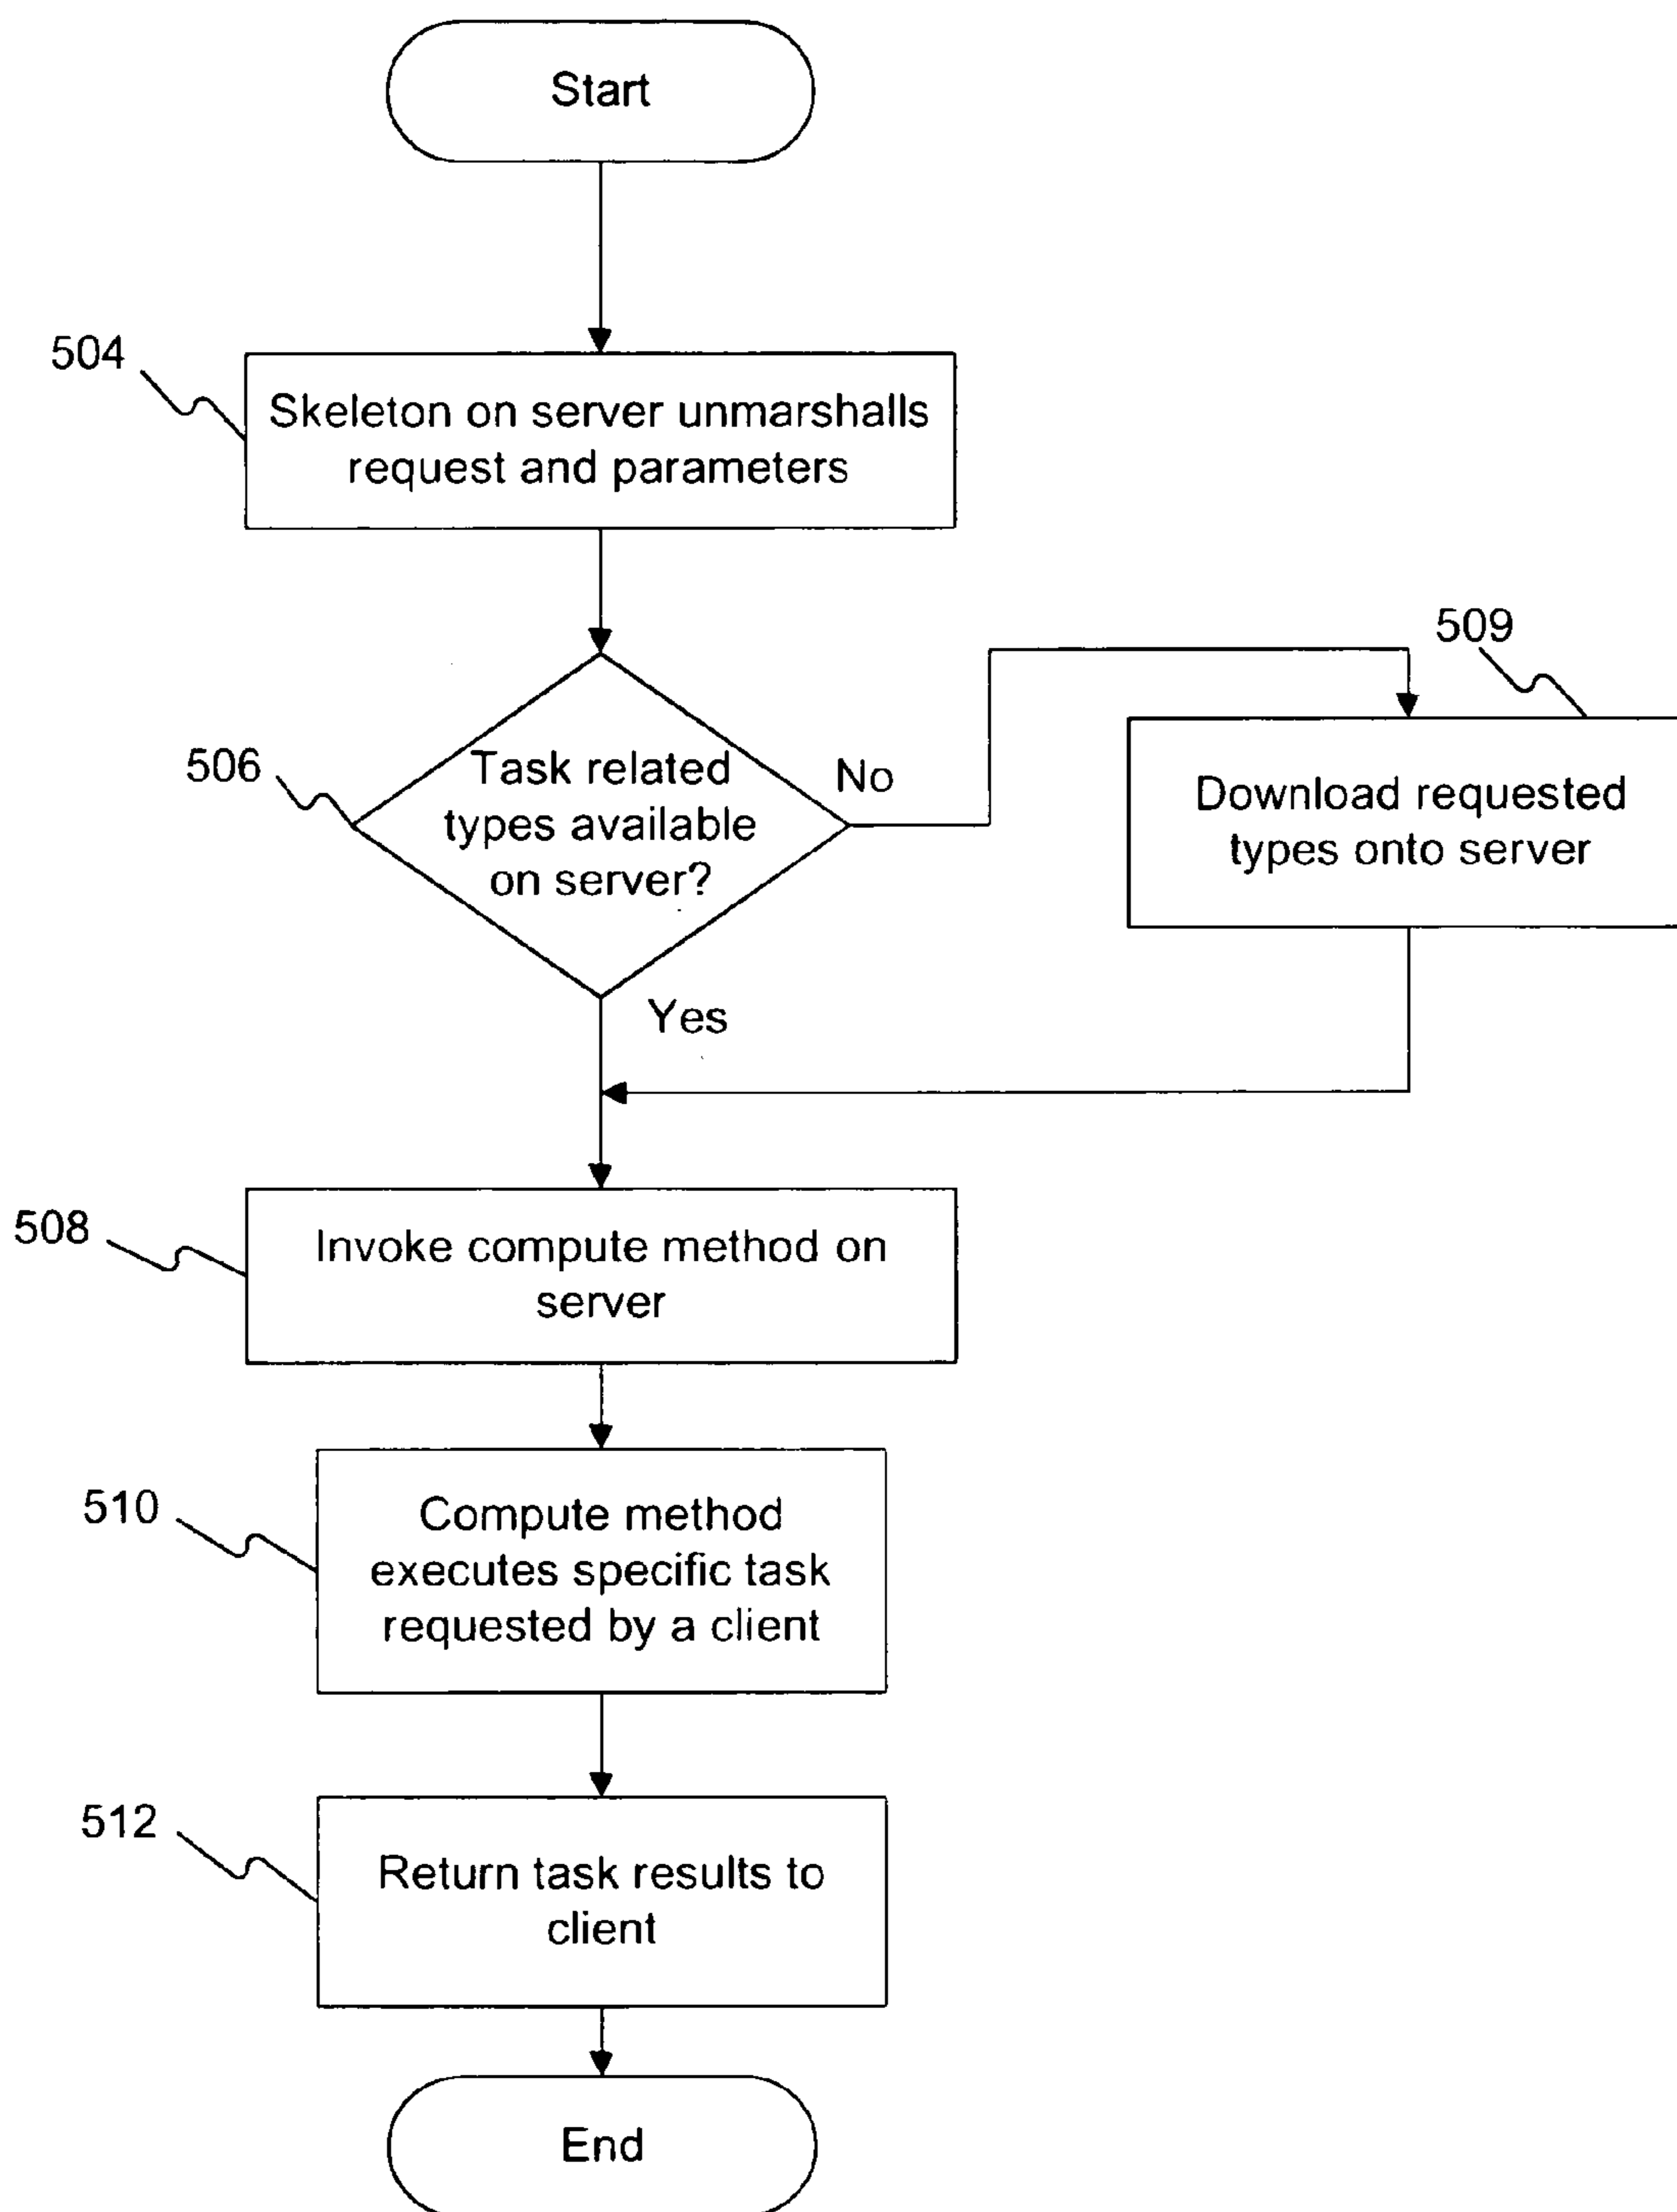 Start
504
Skeleton on server unmarshalls
request and parameters
509
506
Task related
types available
on server?
No
Download requested
types onto server
Yes
508
Invoke compute method on
server
510
Compute method
executes specific task
requested by a client
512
Return task results to
client
End